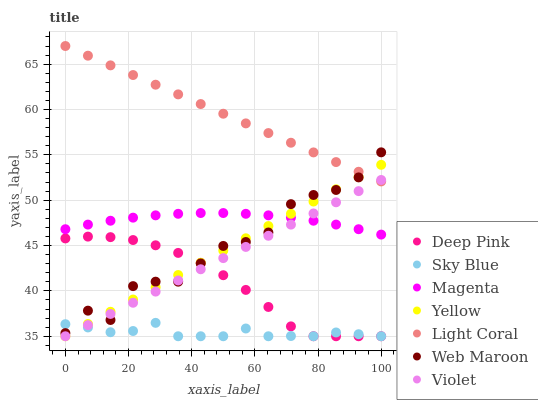 title
yaxis_label
65
60
55
50
45
40
35
0 20 40 60 80 100
xaxis_label
Deep Pink
Sky Blue
Magenta
Yellow
Light Coral
Web Maroon
Violet